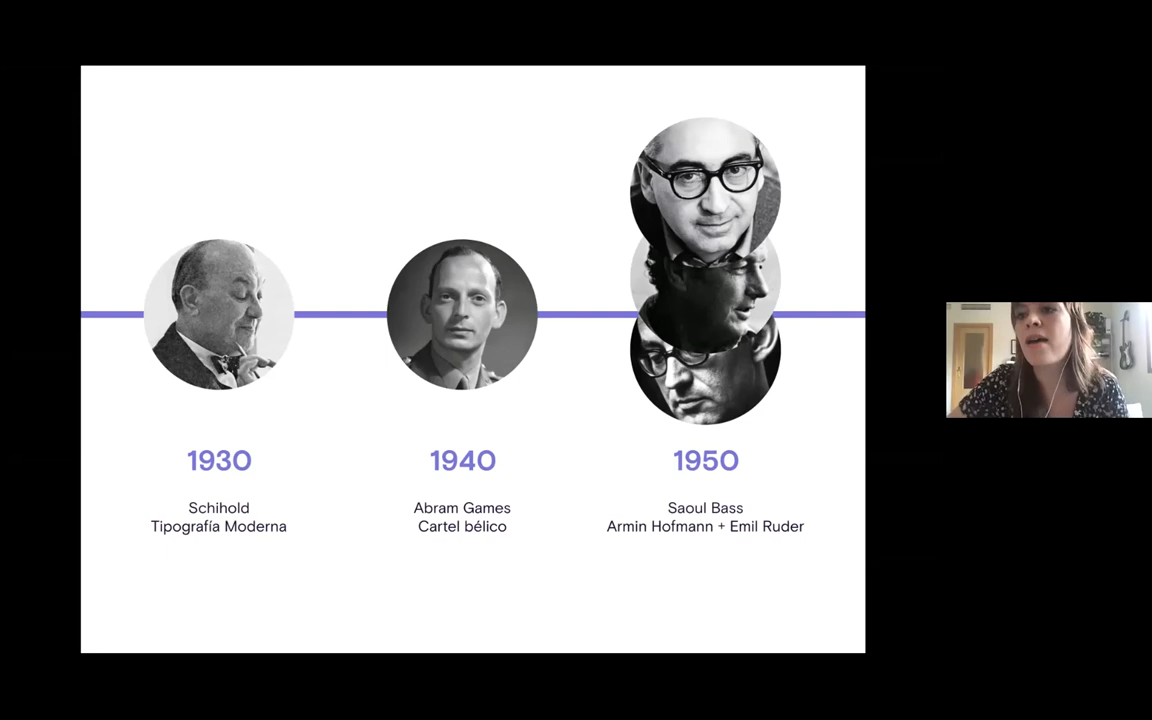 1930
Schihold
Tipografía Moderna
1940
Abram Games
Cartel bélico
1950
Saoul Bass
Armin Hofmann + Emil Ruder